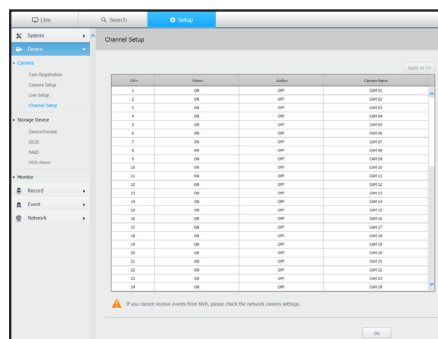 Live
Search
Setup
System
Device
Camera
Cam Registration
Camera Setup
Live Setup
Channel Setup
Storage Device
Device/Format
iSCSI
RAID
HDD Alarm
Monitor
Record
Event
Network
Channel Setup
Apply to CH
CH Video Audio Camera Name
1 ON OFF CAM 01
2 ON OFF CAM 02
3 ON OFF CAM 03
4 ON OFF CAM 04
5 ON OFF CAM 05
6 ON OFF CAM 06
7 ON OFF CAM 07
8 ON OFF CAM 08
9 ON OFF CAM 09
10 ON OFF CAM 10
11 ON OFF CAM 11
12 ON OFF CAM 12
13 ON OFF CAM 13
14 ON OFF CAM 14
15 ON OFF CAM 15
16 ON OFF CAM 16
17 ON OFF CAM 17
18 ON OFF CAM 18
19 ON OFF CAM 19
20 ON OFF CAM 20
21 ON OFF CAM 21
22 ON OFF CAM 22
23 ON OFF CAM 23
24 ON OFF CAM 24
If you cannot receive events from NVR, please check the network camera settings.
OK